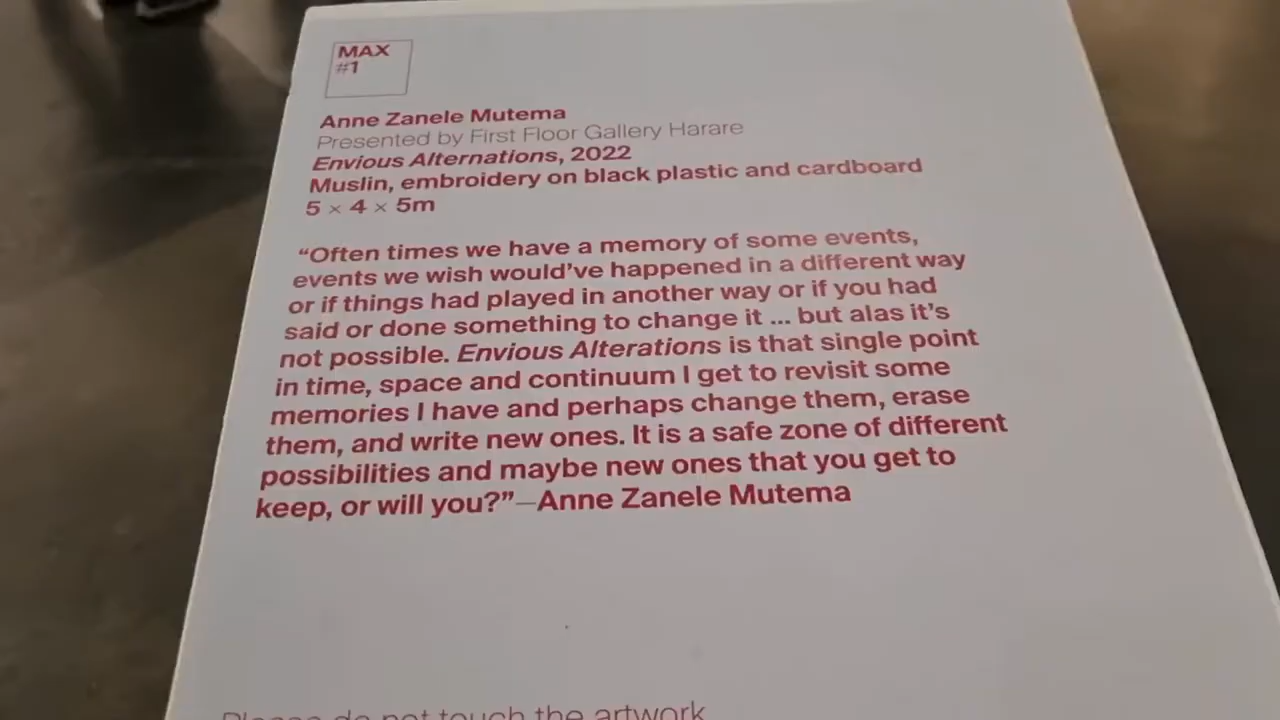 MAX
#1
Anne Zanele Mutema
Presented by First Floor Gallery Harare
Envious Alternations, 2022
Muslin, embroidery on black plastic and cardboard
5 × 4 × 5m
“Often times we have a memory of some events,
events we wish would’ve happened in a different way
or if things had played in another way or if you had
said or done something to change it ... but alas it’s
not possible. Envious Alterations is that single point
in time, space and continuum I get to revisit some
memories I have and perhaps change them, erase
them, and write new ones. It is a safe zone of different
possibilities and maybe new ones that you get to
keep, or will you?”—Anne Zanele Mutema
Please do not touch the artwork